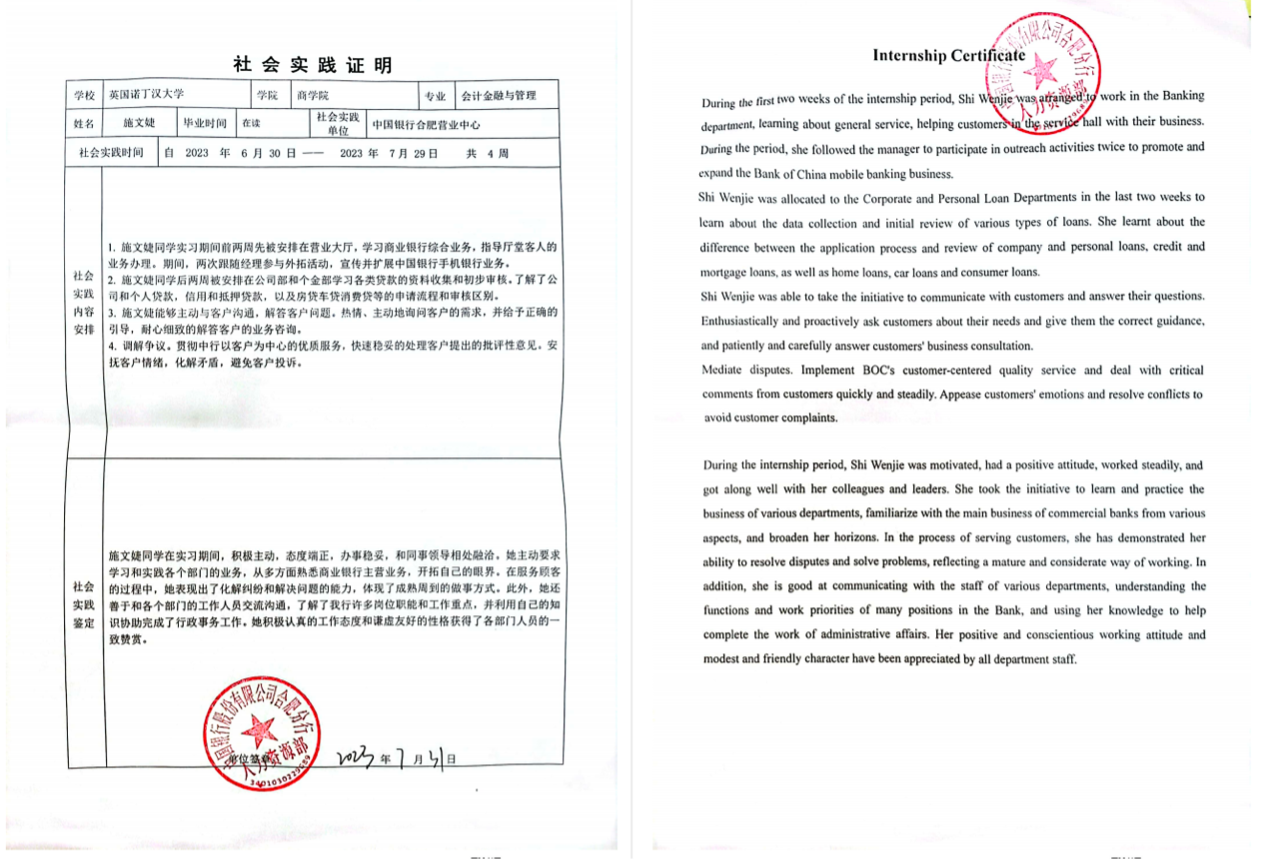 社会实践证明
学校 英国诺丁汉大学 学院 商学院 专业 会计金融与管理
姓名 施文婕 毕业时间 在读 社会实践单位 中国银行合肥营业中心
社会实践时间 自 2023 年 6 月 30 日 —— 2023 年 7 月 29 日 共 4 周
社会
实践
内容
安排
1. 施文婕同学实习期间前两周先被安排在营业大厅，学习商业银行综合业务，指导厅堂客人的
业务办理。期间，两次跟随经理参与外拓活动，宣传并扩展中国银行手机银行业务。
2. 施文婕同学后两周被安排在公司部和个金部学习各类贷款的资料收集和初步审核。了解了公
司和个人贷款，信用和抵押贷款，以及房贷车贷消费贷等的申请流程和审核区别。
3. 施文婕能够主动与客户沟通，解答客户问题。热情、主动地询问客户的需求，并给予正确的
引导，耐心细致的解答客户的业务咨询。
4. 调解争议。贯彻中行以客户为中心的优质服务，快速稳妥的处理客户提出的批评性意见。安
抚客户情绪，化解矛盾，避免客户投诉。
社会
实践
鉴定
施文婕同学在实习期间，积极主动，态度端正，办事稳妥，和同事领导相处融洽。她主动要求
学习和实践各个部门的业务，从多方面熟悉商业银行主营业务，开拓自己的眼界。在服务顾客
的过程中，她表现出了化解纠纷和解决问题的能力，体现了成熟周到的做事方式。此外，她还
善于和各个部门的工作人员交流沟通，了解了我行许多岗位职能和工作重点，并利用自己的知
识协助完成了行政事务工作。她积极认真的工作态度和谦虚友好的性格获得了各部门人员的一
致赞赏。
中国银行股份有限公司合肥分行
人力资源部
单位签章
2023 年 7 月 31 日
Internship Certificate
中国银行股份有限公司合肥分行
人力资源部
During the first two weeks of the internship period, Shi Wenjie was arranged to work in the Banking
department, learning about general service, helping customers in the service hall with their business.
During the period, she followed the manager to participate in outreach activities twice to promote and
expand the Bank of China mobile banking business.
Shi Wenjie was allocated to the Corporate and Personal Loan Departments in the last two weeks to
learn about the data collection and initial review of various types of loans. She learnt about the
difference between the application process and review of company and personal loans, credit and
mortgage loans, as well as home loans, car loans and consumer loans.
Shi Wenjie was able to take the initiative to communicate with customers and answer their questions.
Enthusiastically and proactively ask customers about their needs and give them the correct guidance,
and patiently and carefully answer customers' business consultation.
Mediate disputes. Implement BOC's customer-centered quality service and deal with critical
comments from customers quickly and steadily. Appease customers' emotions and resolve conflicts to
avoid customer complaints.
During the internship period, Shi Wenjie was motivated, had a positive attitude, worked steadily, and
got along well with her colleagues and leaders. She took the initiative to learn and practice the
business of various departments, familiarize with the main business of commercial banks from various
aspects, and broaden her horizons. In the process of serving customers, she has demonstrated her
ability to resolve disputes and solve problems, reflecting a mature and considerate way of working. In
addition, she is good at communicating with the staff of various departments, understanding the
functions and work priorities of many positions in the Bank, and using her knowledge to help
complete the work of administrative affairs. Her positive and conscientious working attitude and
modest and friendly character have been appreciated by all department staff.